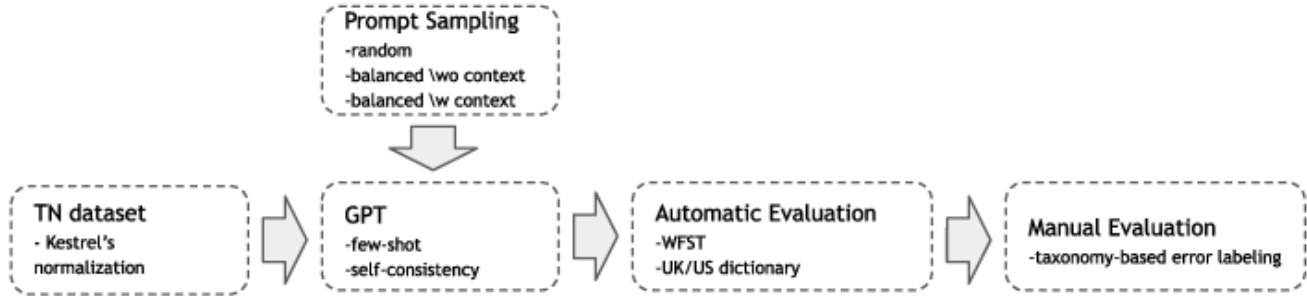 Prompt Sampling
-random
-balanced \wo context
-balanced \w context
TN dataset
- Kestrel's
normalization
GPT
-few-shot
-self-consistency
Automatic Evaluation
-WFST
-UK/US dictionary
Manual Evaluation
-taxonomy-based error labeling